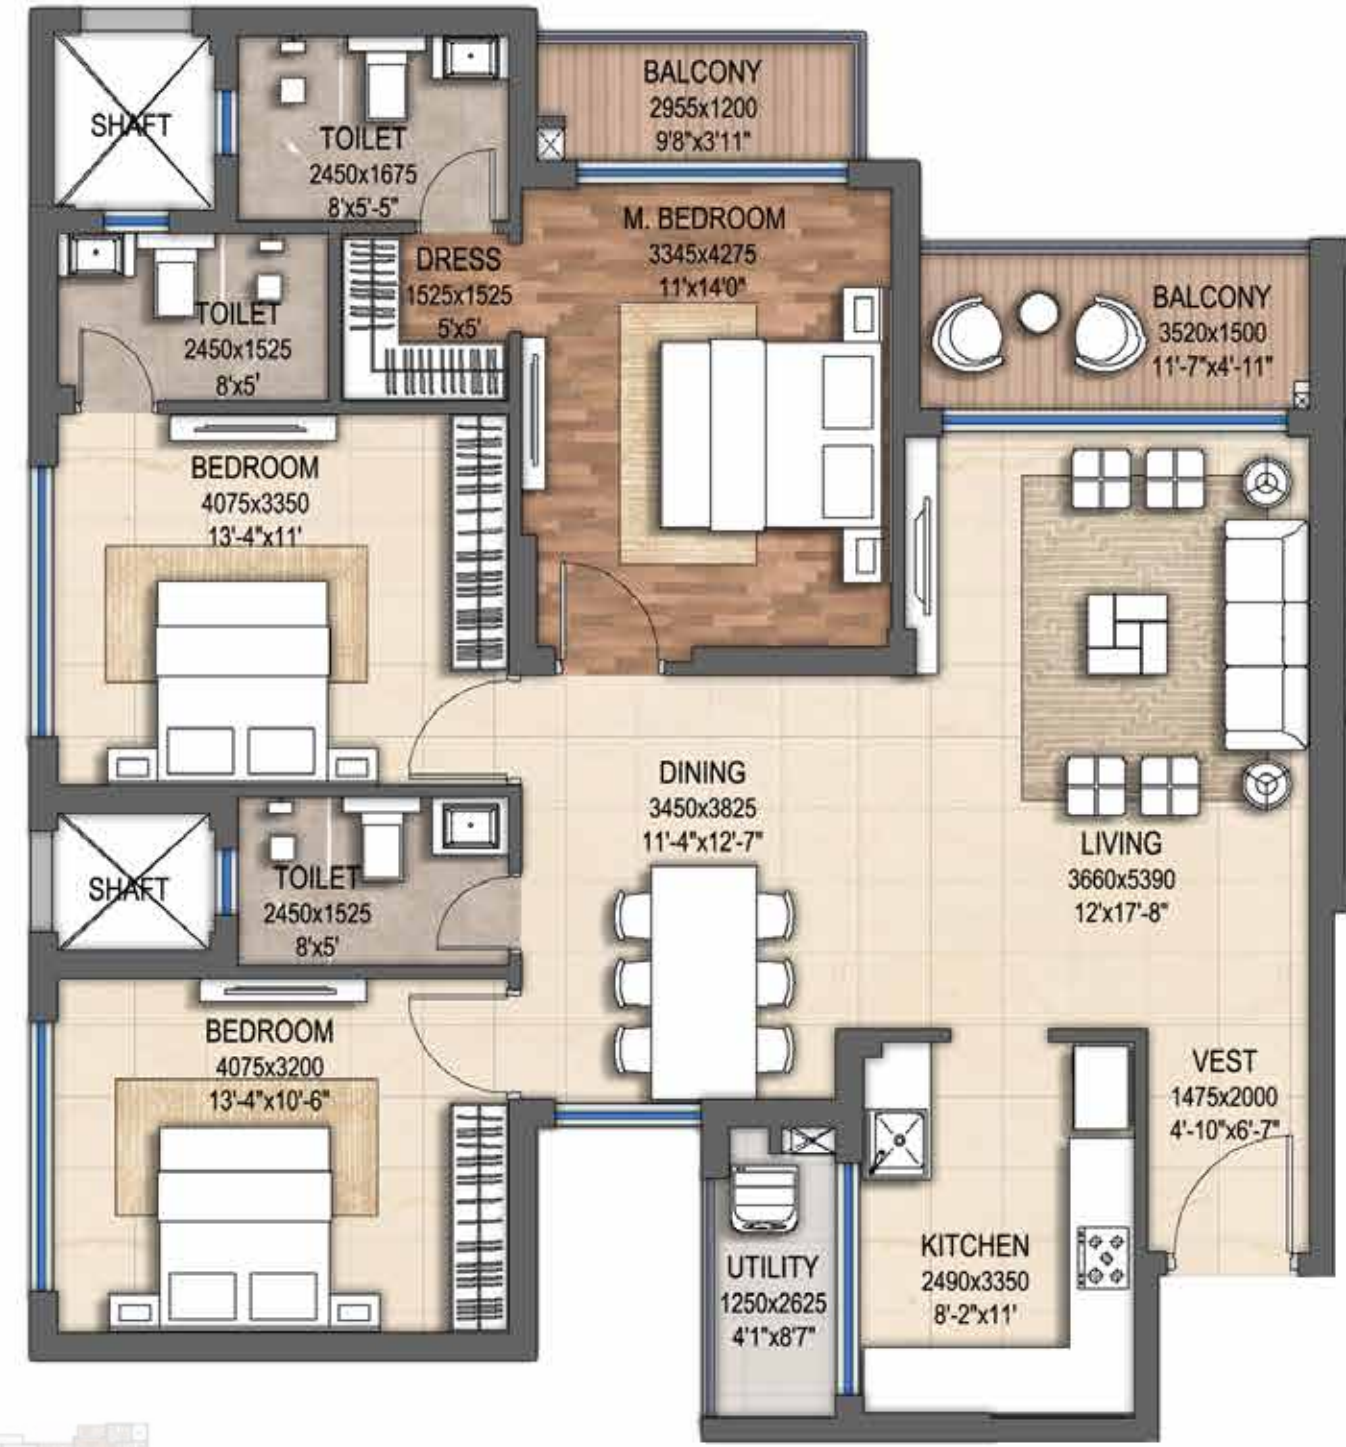 SHAFT
TOILET
2450x1675
8'x5'-5"
BALCONY
2955x1200
9'8"x3'11"
M. BEDROOM
3345x4275
11'x14'0"
DRESS
1525x1525
5'x5'
TOILET
2450x1525
8'x5'
BALCONY
3520x1500
11'-7"x4'-11"
BEDROOM
4075x3350
13'-4"x11'
DINING
3450x3825
11'-4"x12'-7"
LIVING
3660x5390
12'x17'-8"
SHAFT
TOILET
2450x1525
8'x5'
BEDROOM
4075x3200
13'-4"x10'-6"
VEST
1475x2000
4'-10"x6'-7"
UTILITY
1250x2625
4'1"x8'7"
KITCHEN
2490x3350
8'-2"x11'